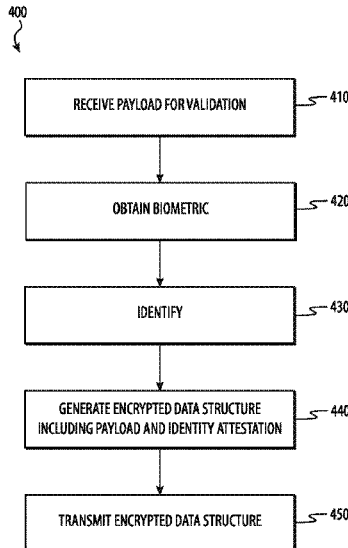 400
RECEIVE PAYLOAD FOR VALIDATION
410
OBTAIN BIOMETRIC
420
IDENTIFY
430
GENERATE ENCRYPTED DATA STRUCTURE
INCLUDING PAYLOAD AND IDENTITY ATTESTATION
440
TRANSMIT ENCRYPTED DATA STRUCTURE
450